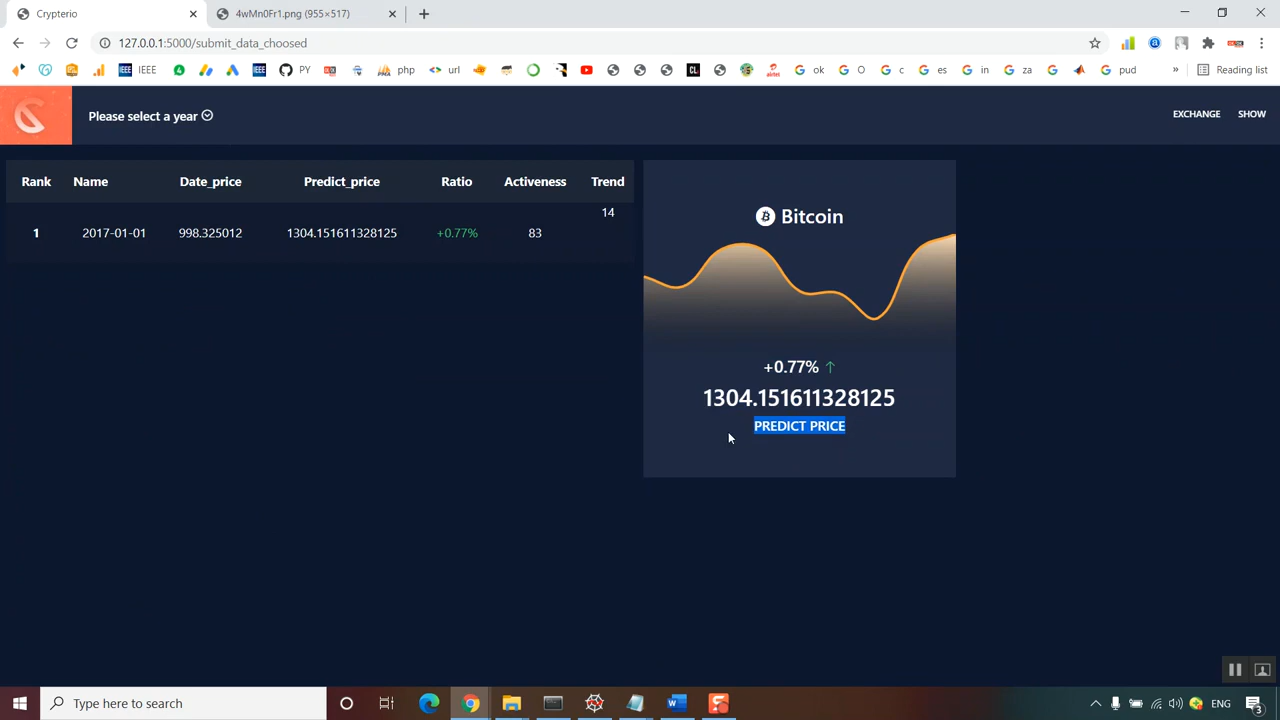 Crypterio
4wMn0Fr1.png (955×517)
127.0.0.1:5000/submit_data_choosed
IEEE
PY
php
url
ok
O
c
es
in
za
pud
Reading list
Please select a year
EXCHANGE
SHOW
Rank Name Date_price Predict_price Ratio Activeness Trend
14
1 2017-01-01 998.325012 1304.151611328125 +0.77% 83
Bitcoin
+0.77%
1304.151611328125
PREDICT PRICE
Type here to search
ENG